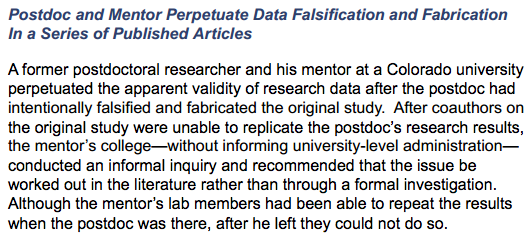 Postdoc and Mentor Perpetuate Data Falsification and Fabrication
In a Series of Published Articles
A former postdoctoral researcher and his mentor at a Colorado university
perpetuated the apparent validity of research data after the postdoc had
intentionally falsified and fabricated the original study.  After coauthors on
the original study were unable to replicate the postdoc's research results,
the mentor's college—without informing university-level administration—
conducted an informal inquiry and recommended that the issue be
worked out in the literature rather than through a formal investigation.
Although the mentor's lab members had been able to repeat the results
when the postdoc was there, after he left they could not do so.